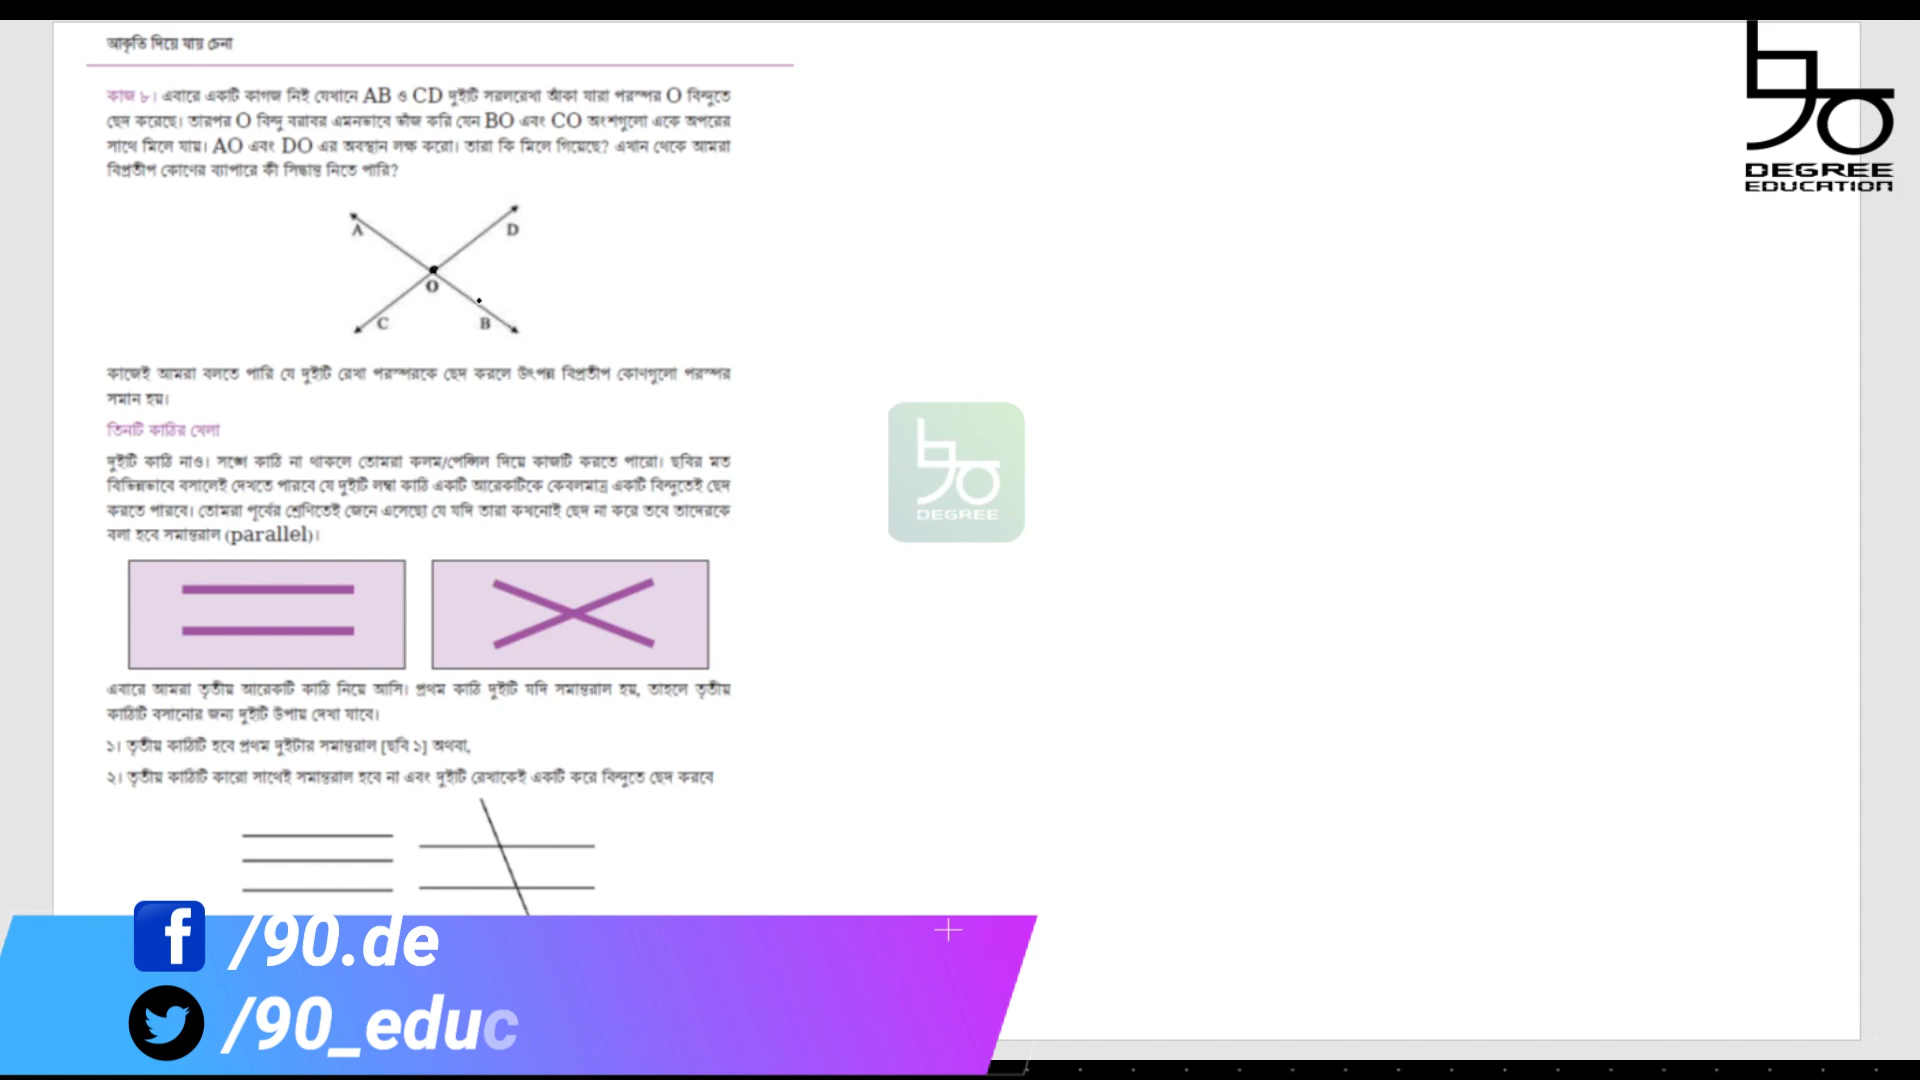 আকৃতি দিয়ে যায় চেনা
কাজ ৮। এবারে একটি কাগজ নিই যেখানে AB ও CD দুইটি সরলরেখা আঁকা যারা পরস্পর O বিন্দুতে
ছেদ করেছে। তারপর O বিন্দু বরাবর এমনভাবে ভাঁজ করি যেন BO এবং CO অংশগুলো একে অপরের
সাথে মিলে যায়। AO এবং DO এর অবস্থান লক্ষ করো। তারা কি মিলে গিয়েছে? এখান থেকে আমরা
বিপ্রতীপ কোণের ব্যাপারে কী সিদ্ধান্ত নিতে পারি?
A
D
O
C
B
কাজেই আমরা বলতে পারি যে দুইটি রেখা পরস্পরকে ছেদ করলে উৎপন্ন বিপ্রতীপ কোণগুলো পরস্পর
সমান হয়।
তিনটি কাঠির খেলা
দুইটি কাঠি নাও। সঙ্গে কাঠি না থাকলে তোমরা কলম/পেন্সিল দিয়ে কাজটি করতে পারো। ছবির মত
বিভিন্নভাবে বসালেই দেখতে পারবে যে দুইটি লম্বা কাঠি একটি আরেকটিকে কেবলমাত্র একটি বিন্দুতেই ছেদ
করতে পারবে। তোমরা পূর্বের শ্রেণিতেই জেনে এসেছো যে যদি তারা কখনোই ছেদ না করে তবে তাদেরকে
বলা হবে সমান্তরাল (parallel)।
এবারে আমরা তৃতীয় আরেকটি কাঠি নিয়ে আসি। প্রথম কাঠি দুইটি যদি সমান্তরাল হয়, তাহলে তৃতীয়
কাঠিটি বসানোর জন্য দুইটি উপায় দেখা যাবে।
১। তৃতীয় কাঠিটি হবে প্রথম দুইটার সমান্তরাল [ছবি ১] অথবা,
২। তৃতীয় কাঠিটি কারো সাথেই সমান্তরাল হবে না এবং দুইটি রেখাকেই একটি করে বিন্দুতে ছেদ করবে
/90.de
/90_educ
DEGREE
EDUCATION
DEGREE